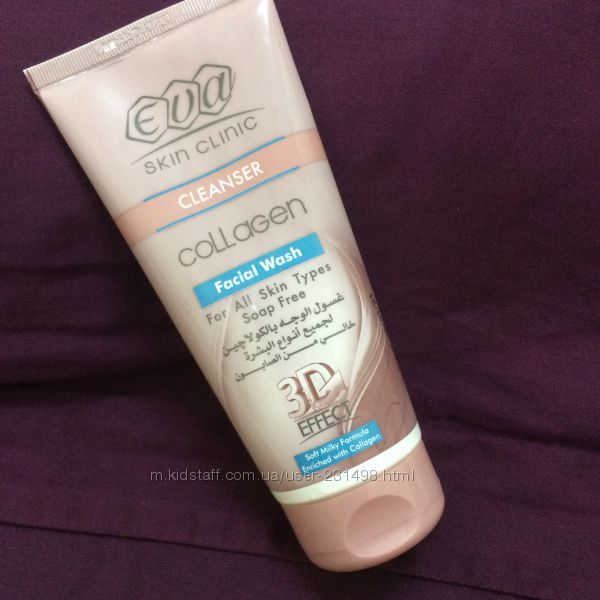 eva
SKIN CLINIC
CLEANSER
collagen
Facial Wash
For All Skin Types
Soap Free
غسول الوجه بالكولاچين
لجميع أنواع البشرة
خالي من الصابون
3D
EFFECT
Soft Milky Formula
Enriched with Collagen
m.kidstaff.com.ua/user-231498.html